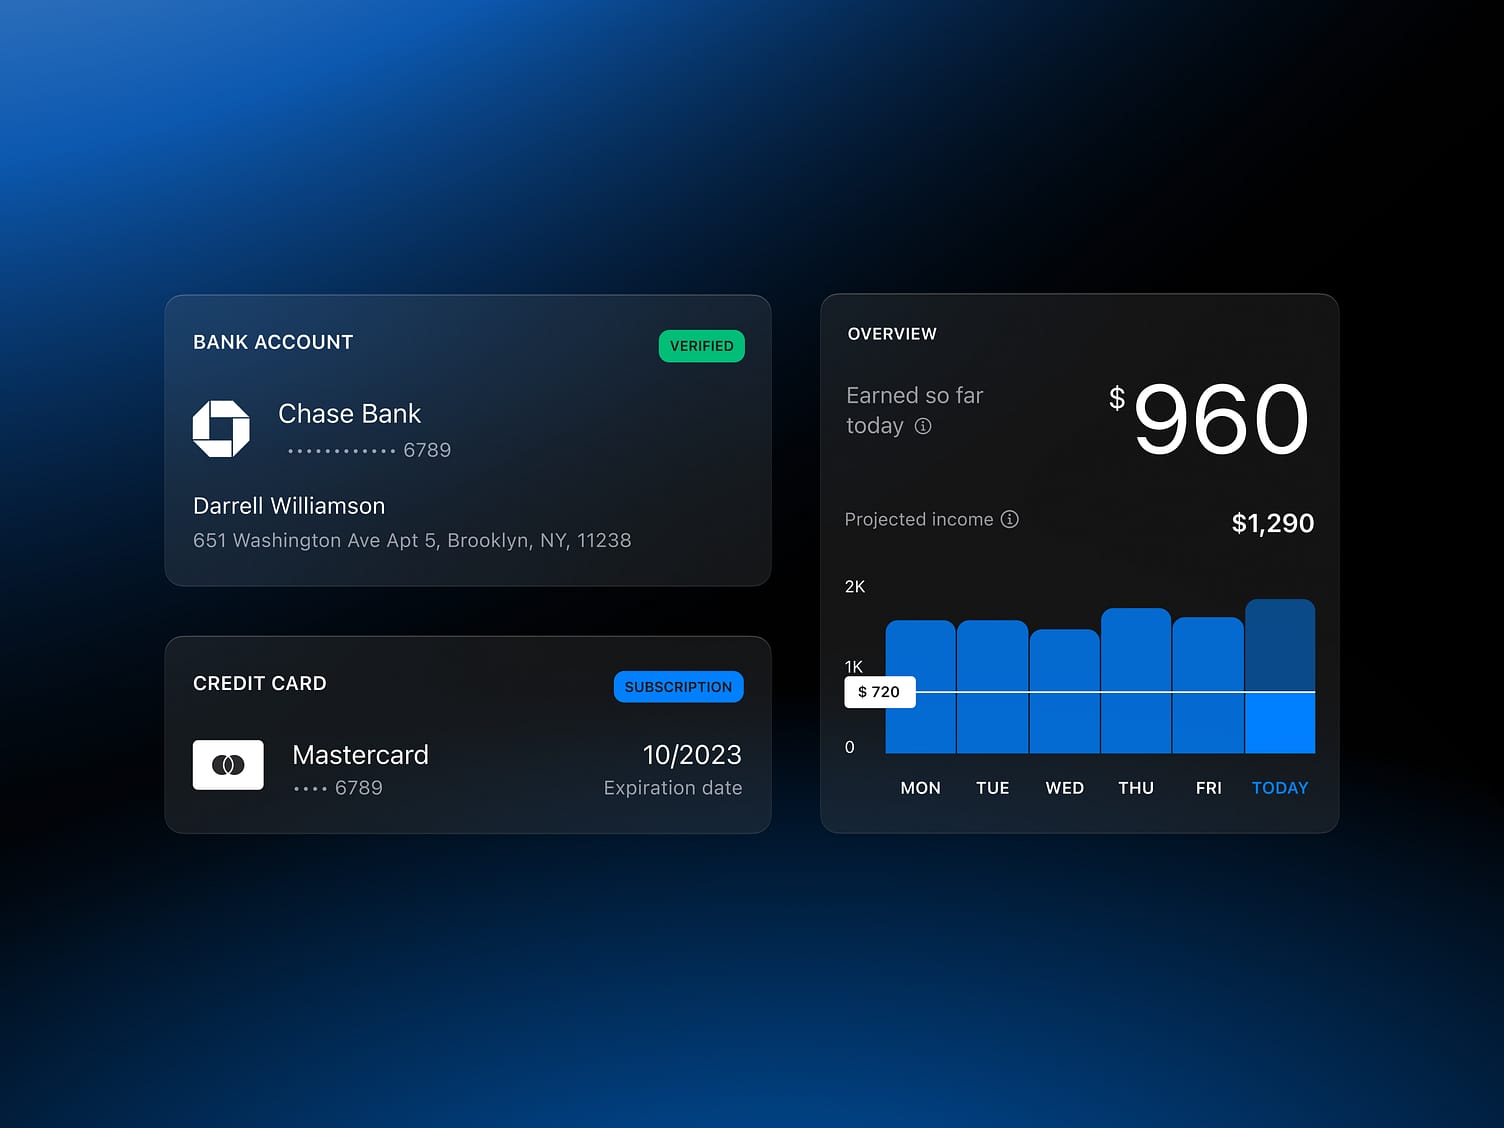 BANK ACCOUNT
VERIFIED
Chase Bank
•••••••••••• 6789
Darrell Williamson
651 Washington Ave Apt 5, Brooklyn, NY, 11238
CREDIT CARD
SUBSCRIPTION
Mastercard
10/2023
•••• 6789
Expiration date
OVERVIEW
Earned so far
today
$960
Projected income
$1,290
2K
1K
$ 720
0
MON TUE WED THU FRI TODAY